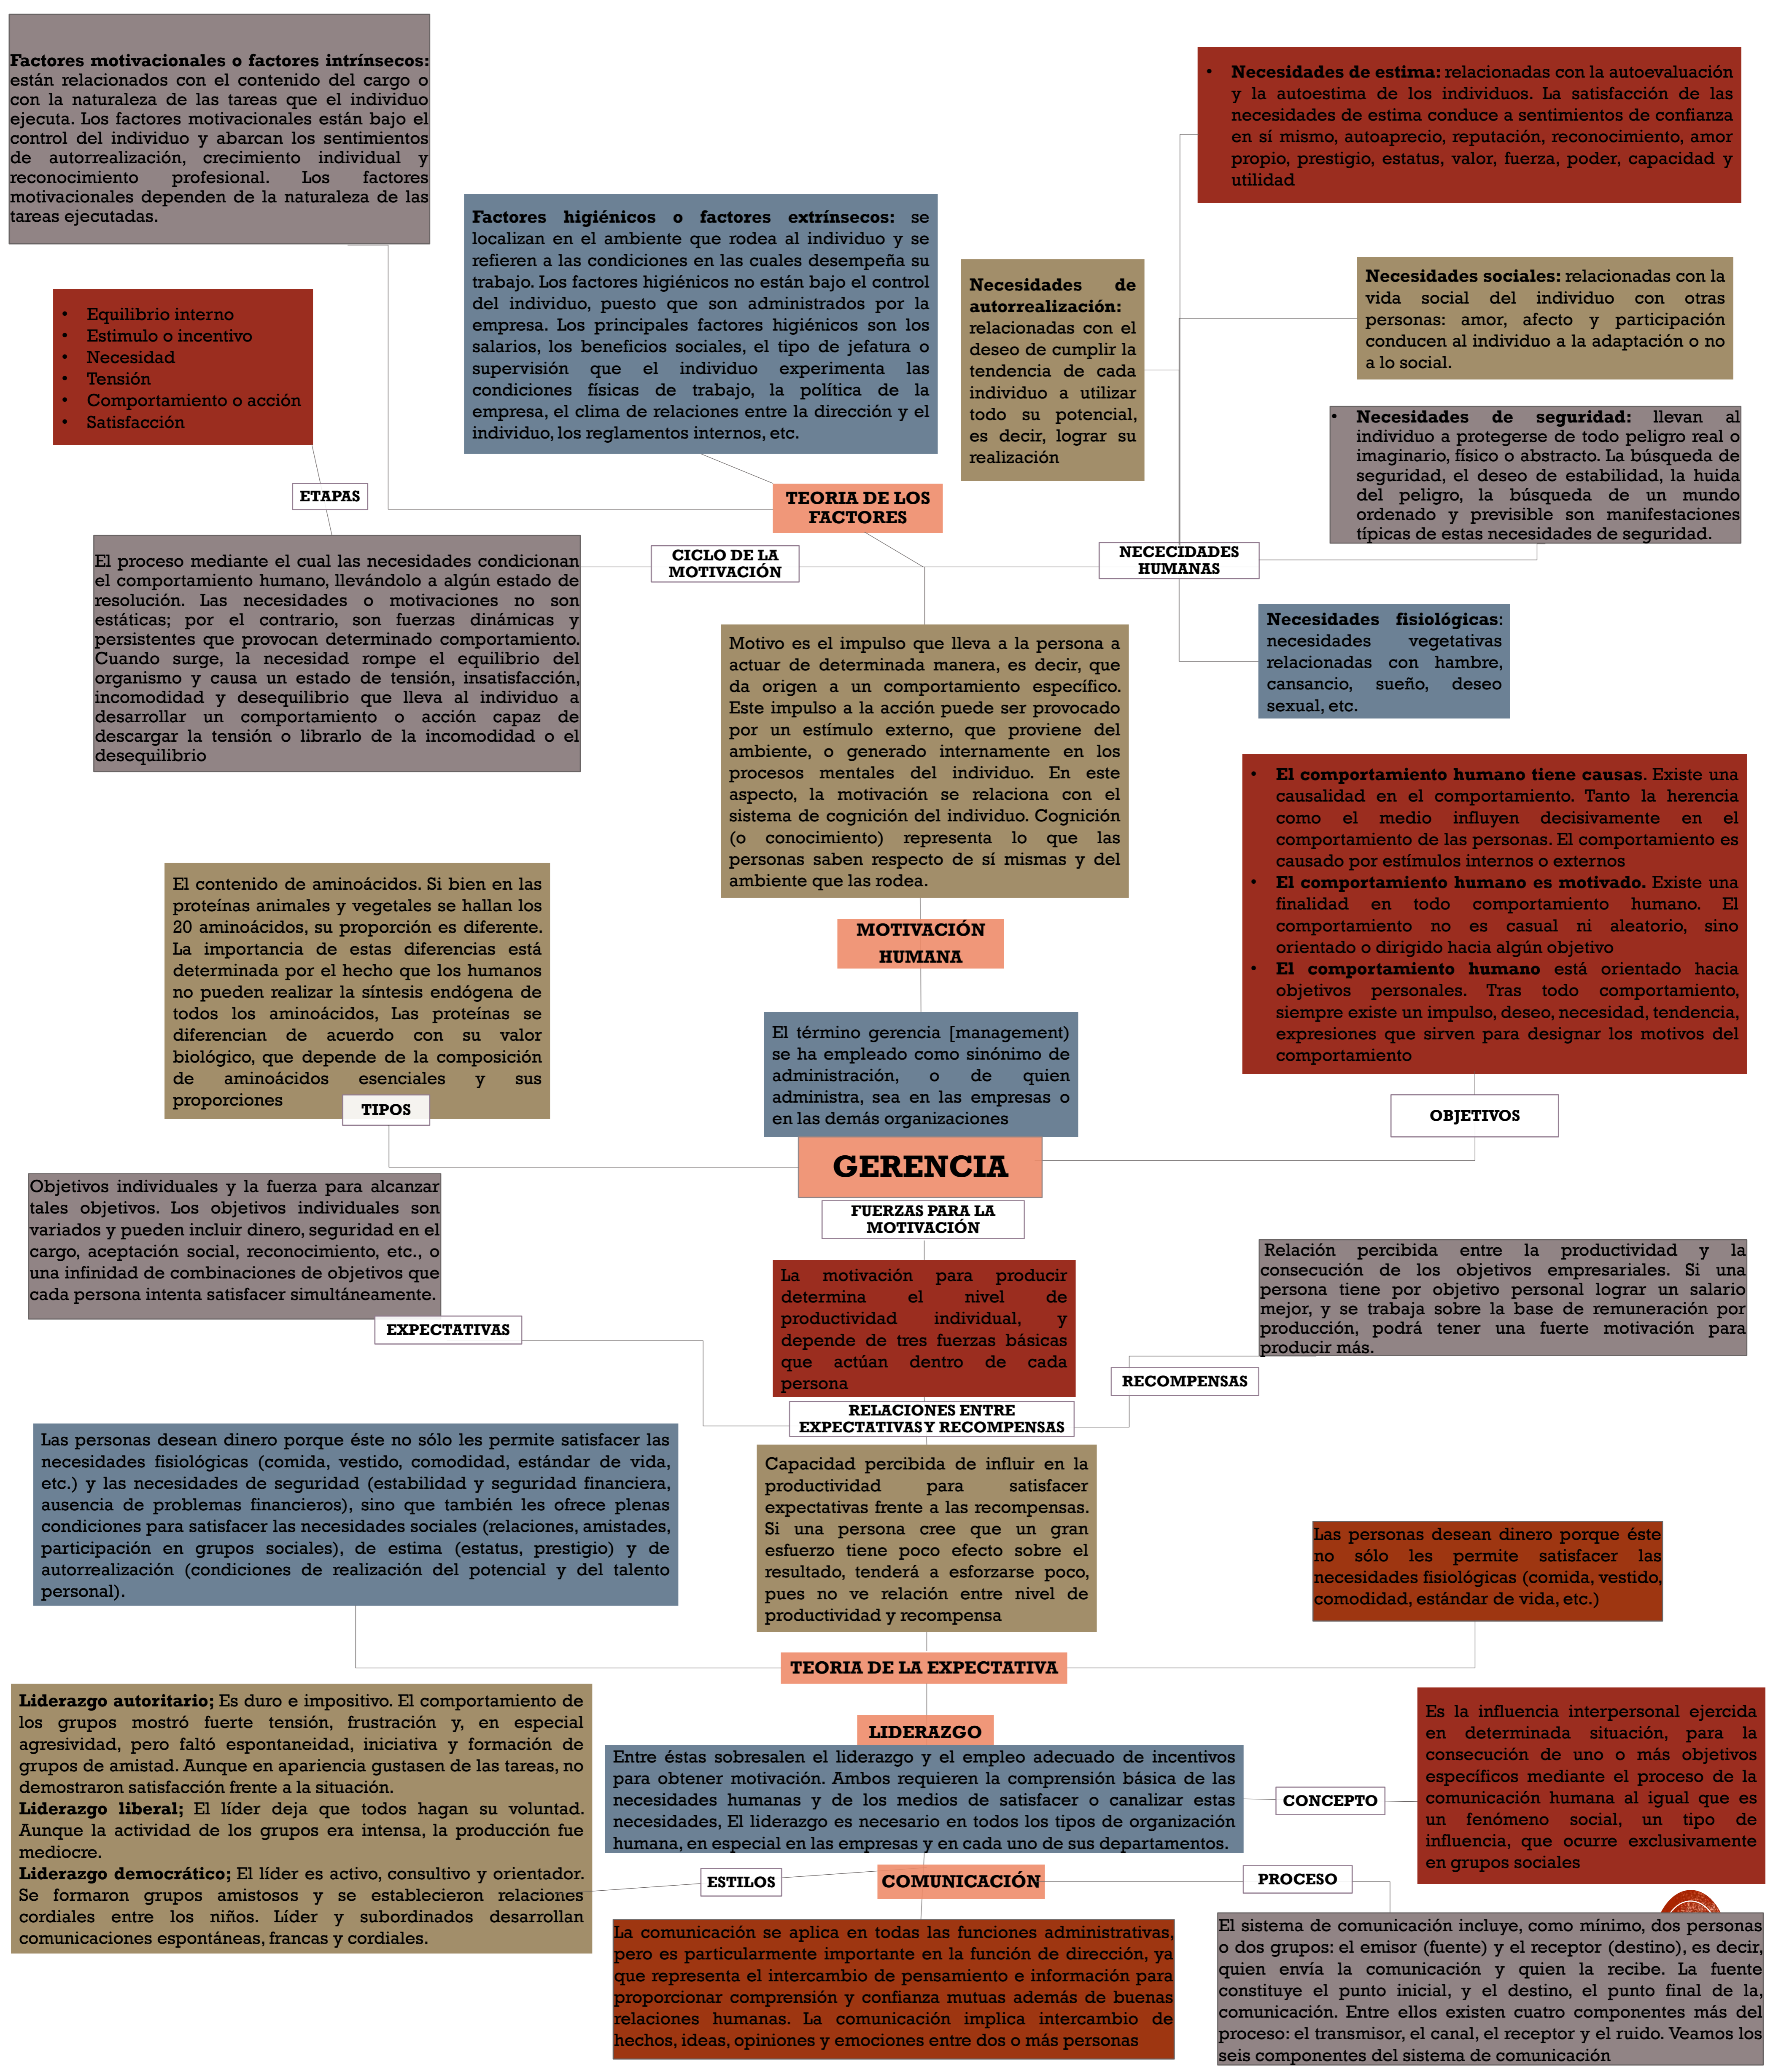 Factores motivacionales o factores intrínsecos:
están relacionados con el contenido del cargo o
con la naturaleza de las tareas que el individuo
ejecuta. Los factores motivacionales están bajo el
control del individuo y abarcan los sentimientos
de autorrealización, crecimiento individual y
reconocimiento profesional. Los factores
motivacionales dependen de la naturaleza de las
tareas ejecutadas.
• Necesidades de estima: relacionadas con la autoevaluación
y la autoestima de los individuos. La satisfacción de las
necesidades de estima conduce a sentimientos de confianza
en sí mismo, autoaprecio, reputación, reconocimiento, amor
propio, prestigio, estatus, valor, fuerza, poder, capacidad y
utilidad
Factores higiénicos o factores extrínsecos: se
localizan en el ambiente que rodea al individuo y se
refieren a las condiciones en las cuales desempeña su
trabajo. Los factores higiénicos no están bajo el control
del individuo, puesto que son administrados por la
empresa. Los principales factores higiénicos son los
salarios, los beneficios sociales, el tipo de jefatura o
supervisión que el individuo experimenta las
condiciones físicas de trabajo, la política de la
empresa, el clima de relaciones entre la dirección y el
individuo, los reglamentos internos, etc.
Necesidades de
autorrealización:
relacionadas con el
deseo de cumplir la
tendencia de cada
individuo a utilizar
todo su potencial,
es decir, lograr su
realización
Necesidades sociales: relacionadas con la
vida social del individuo con otras
personas: amor, afecto y participación
conducen al individuo a la adaptación o no
a lo social.
• Equilibrio interno
• Estimulo o incentivo
• Necesidad
• Tensión
• Comportamiento o acción
• Satisfacción
• Necesidades de seguridad: llevan al
individuo a protegerse de todo peligro real o
imaginario, físico o abstracto. La búsqueda de
seguridad, el deseo de estabilidad, la huida
del peligro, la búsqueda de un mundo
ordenado y previsible son manifestaciones
típicas de estas necesidades de seguridad.
ETAPAS
TEORIA DE LOS
FACTORES
CICLO DE LA
MOTIVACIÓN
NECECIDADES
HUMANAS
El proceso mediante el cual las necesidades condicionan
el comportamiento humano, llevándolo a algún estado de
resolución. Las necesidades o motivaciones no son
estáticas; por el contrario, son fuerzas dinámicas y
persistentes que provocan determinado comportamiento.
Cuando surge, la necesidad rompe el equilibrio del
organismo y causa un estado de tensión, insatisfacción,
incomodidad y desequilibrio que lleva al individuo a
desarrollar un comportamiento o acción capaz de
descargar la tensión o librarlo de la incomodidad o el
desequilibrio
Necesidades fisiológicas:
necesidades vegetativas
relacionadas con hambre,
cansancio, sueño, deseo
sexual, etc.
Motivo es el impulso que lleva a la persona a
actuar de determinada manera, es decir, que
da origen a un comportamiento específico.
Este impulso a la acción puede ser provocado
por un estímulo externo, que proviene del
ambiente, o generado internamente en los
procesos mentales del individuo. En este
aspecto, la motivación se relaciona con el
sistema de cognición del individuo. Cognición
(o conocimiento) representa lo que las
personas saben respecto de sí mismas y del
ambiente que las rodea.
• El comportamiento humano tiene causas. Existe una
causalidad en el comportamiento. Tanto la herencia
como el medio influyen decisivamente en el
comportamiento de las personas. El comportamiento es
causado por estímulos internos o externos
• El comportamiento humano es motivado. Existe una
finalidad en todo comportamiento humano. El
comportamiento no es casual ni aleatorio, sino
orientado o dirigido hacia algún objetivo
• El comportamiento humano está orientado hacia
objetivos personales. Tras todo comportamiento,
siempre existe un impulso, deseo, necesidad, tendencia,
expresiones que sirven para designar los motivos del
comportamiento
El contenido de aminoácidos. Si bien en las
proteínas animales y vegetales se hallan los
20 aminoácidos, su proporción es diferente.
La importancia de estas diferencias está
determinada por el hecho que los humanos
no pueden realizar la síntesis endógena de
todos los aminoácidos, Las proteínas se
diferencian de acuerdo con su valor
biológico, que depende de la composición
de aminoácidos esenciales y sus
proporciones
TIPOS
MOTIVACIÓN
HUMANA
El término gerencia [management)
se ha empleado como sinónimo de
administración, o de quien
administra, sea en las empresas o
en las demás organizaciones
OBJETIVOS
GERENCIA
FUERZAS PARA LA
MOTIVACIÓN
Objetivos individuales y la fuerza para alcanzar
tales objetivos. Los objetivos individuales son
variados y pueden incluir dinero, seguridad en el
cargo, aceptación social, reconocimiento, etc., o
una infinidad de combinaciones de objetivos que
cada persona intenta satisfacer simultáneamente.
EXPECTATIVAS
La motivación para producir
determina el nivel de
productividad individual, y
depende de tres fuerzas básicas
que actúan dentro de cada
persona
Relación percibida entre la productividad y la
consecución de los objetivos empresariales. Si una
persona tiene por objetivo personal lograr un salario
mejor, y se trabaja sobre la base de remuneración por
producción, podrá tener una fuerte motivación para
producir más.
RECOMPENSAS
RELACIONES ENTRE
EXPECTATIVAS Y RECOMPENSAS
Las personas desean dinero porque éste no sólo les permite satisfacer las
necesidades fisiológicas (comida, vestido, comodidad, estándar de vida,
etc.) y las necesidades de seguridad (estabilidad y seguridad financiera,
ausencia de problemas financieros), sino que también les ofrece plenas
condiciones para satisfacer las necesidades sociales (relaciones, amistades,
participación en grupos sociales), de estima (estatus, prestigio) y de
autorrealización (condiciones de realización del potencial y del talento
personal).
Capacidad percibida de influir en la
productividad para satisfacer
expectativas frente a las recompensas.
Si una persona cree que un gran
esfuerzo tiene poco efecto sobre el
resultado, tenderá a esforzarse poco,
pues no ve relación entre nivel de
productividad y recompensa
Las personas desean dinero porque éste
no sólo les permite satisfacer las
necesidades fisiológicas (comida, vestido,
comodidad, estándar de vida, etc.)
TEORIA DE LA EXPECTATIVA
Liderazgo autoritario; Es duro e impositivo. El comportamiento de
los grupos mostró fuerte tensión, frustración y, en especial
agresividad, pero faltó espontaneidad, iniciativa y formación de
grupos de amistad. Aunque en apariencia gustasen de las tareas, no
demostraron satisfacción frente a la situación.
Liderazgo liberal; El líder deja que todos hagan su voluntad.
Aunque la actividad de los grupos era intensa, la producción fue
mediocre.
Liderazgo democrático; El líder es activo, consultivo y orientador.
Se formaron grupos amistosos y se establecieron relaciones
cordiales entre los niños. Líder y subordinados desarrollan
comunicaciones espontáneas, francas y cordiales.
LIDERAZGO
Entre éstas sobresalen el liderazgo y el empleo adecuado de incentivos
para obtener motivación. Ambos requieren la comprensión básica de las
necesidades humanas y de los medios de satisfacer o canalizar estas
necesidades, El liderazgo es necesario en todos los tipos de organización
humana, en especial en las empresas y en cada uno de sus departamentos.
CONCEPTO
Es la influencia interpersonal ejercida
en determinada situación, para la
consecución de uno o más objetivos
específicos mediante el proceso de la
comunicación humana al igual que es
un fenómeno social, un tipo de
influencia, que ocurre exclusivamente
en grupos sociales
ESTILOS
COMUNICACIÓN
PROCESO
La comunicación se aplica en todas las funciones administrativas,
pero es particularmente importante en la función de dirección, ya
que representa el intercambio de pensamiento e información para
proporcionar comprensión y confianza mutuas además de buenas
relaciones humanas. La comunicación implica intercambio de
hechos, ideas, opiniones y emociones entre dos o más personas
El sistema de comunicación incluye, como mínimo, dos personas
o dos grupos: el emisor (fuente) y el receptor (destino), es decir,
quien envía la comunicación y quien la recibe. La fuente
constituye el punto inicial, y el destino, el punto final de la,
comunicación. Entre ellos existen cuatro componentes más del
proceso: el transmisor, el canal, el receptor y el ruido. Veamos los
seis componentes del sistema de comunicación